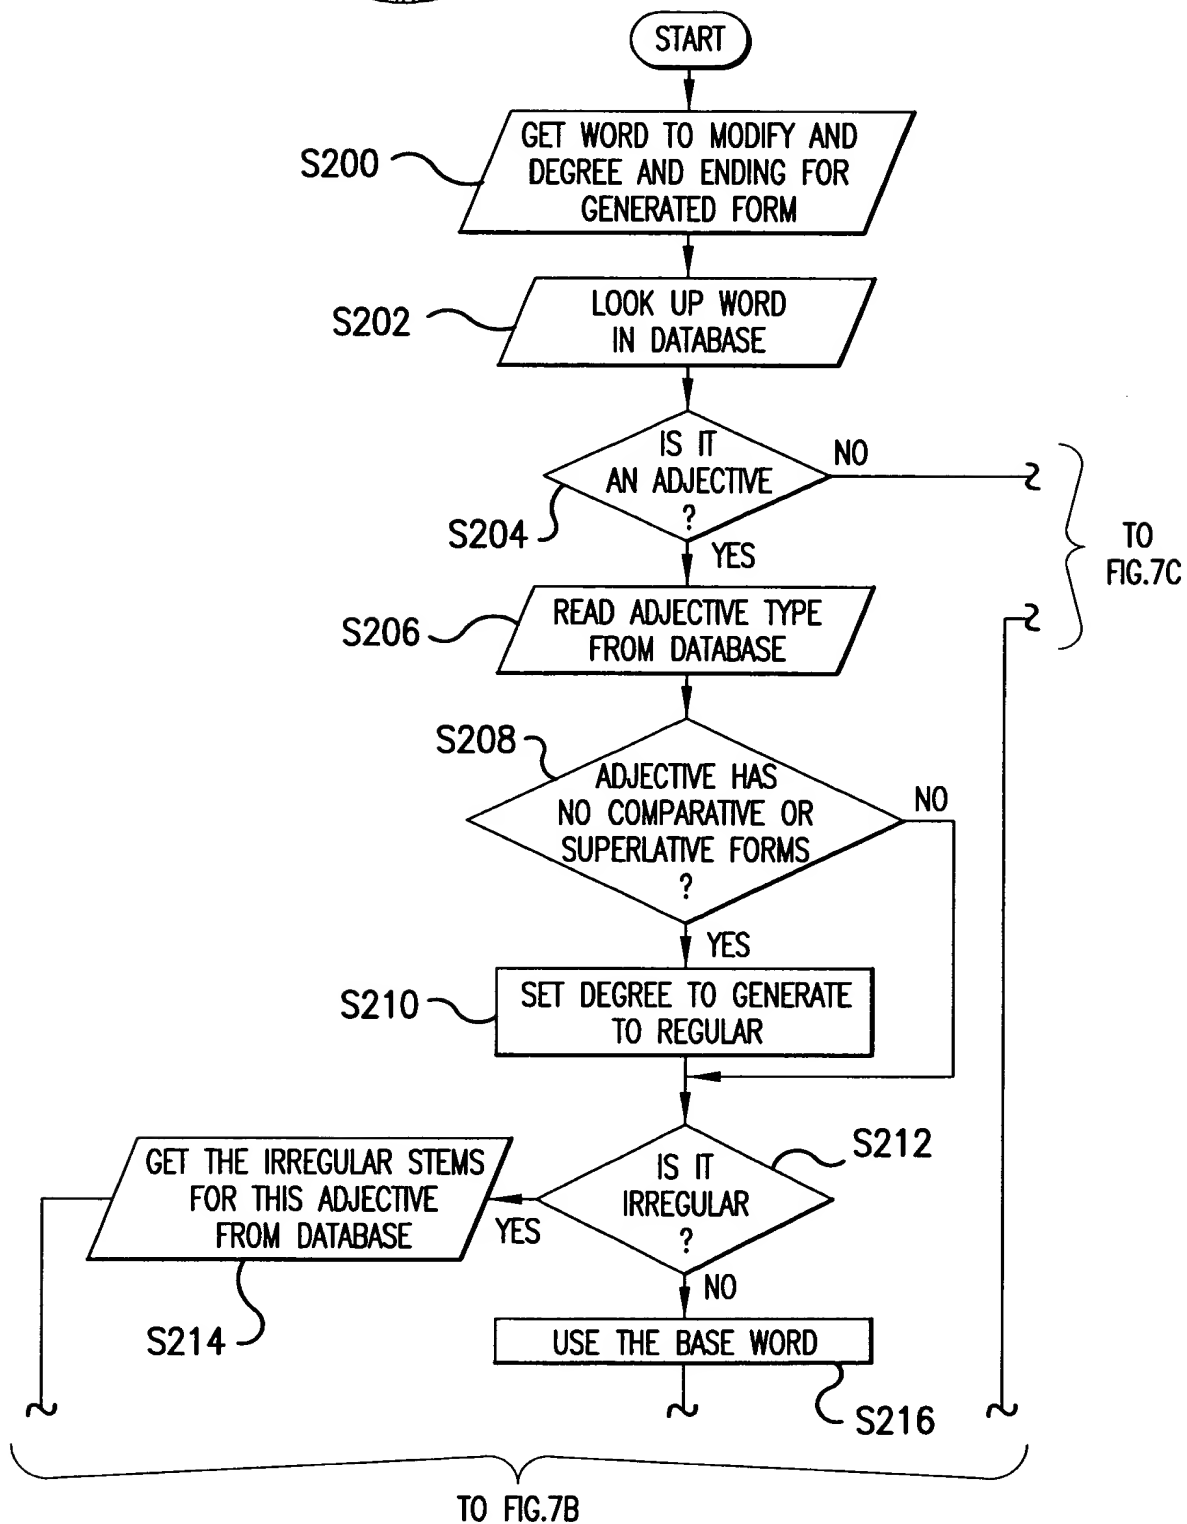 START
S200
GET WORD TO MODIFY AND
DEGREE AND ENDING FOR
GENERATED FORM
S202
LOOK UP WORD
IN DATABASE
IS IT
AN ADJECTIVE
?
NO
S204
YES
TO
FIG.7C
S206
READ ADJECTIVE TYPE
FROM DATABASE
S208
ADJECTIVE HAS
NO COMPARATIVE OR
SUPERLATIVE FORMS
?
NO
YES
S210
SET DEGREE TO GENERATE
TO REGULAR
S212
IS IT
IRREGULAR
?
YES
GET THE IRREGULAR STEMS
FOR THIS ADJECTIVE
FROM DATABASE
S214
NO
USE THE BASE WORD
S216
TO FIG.7B